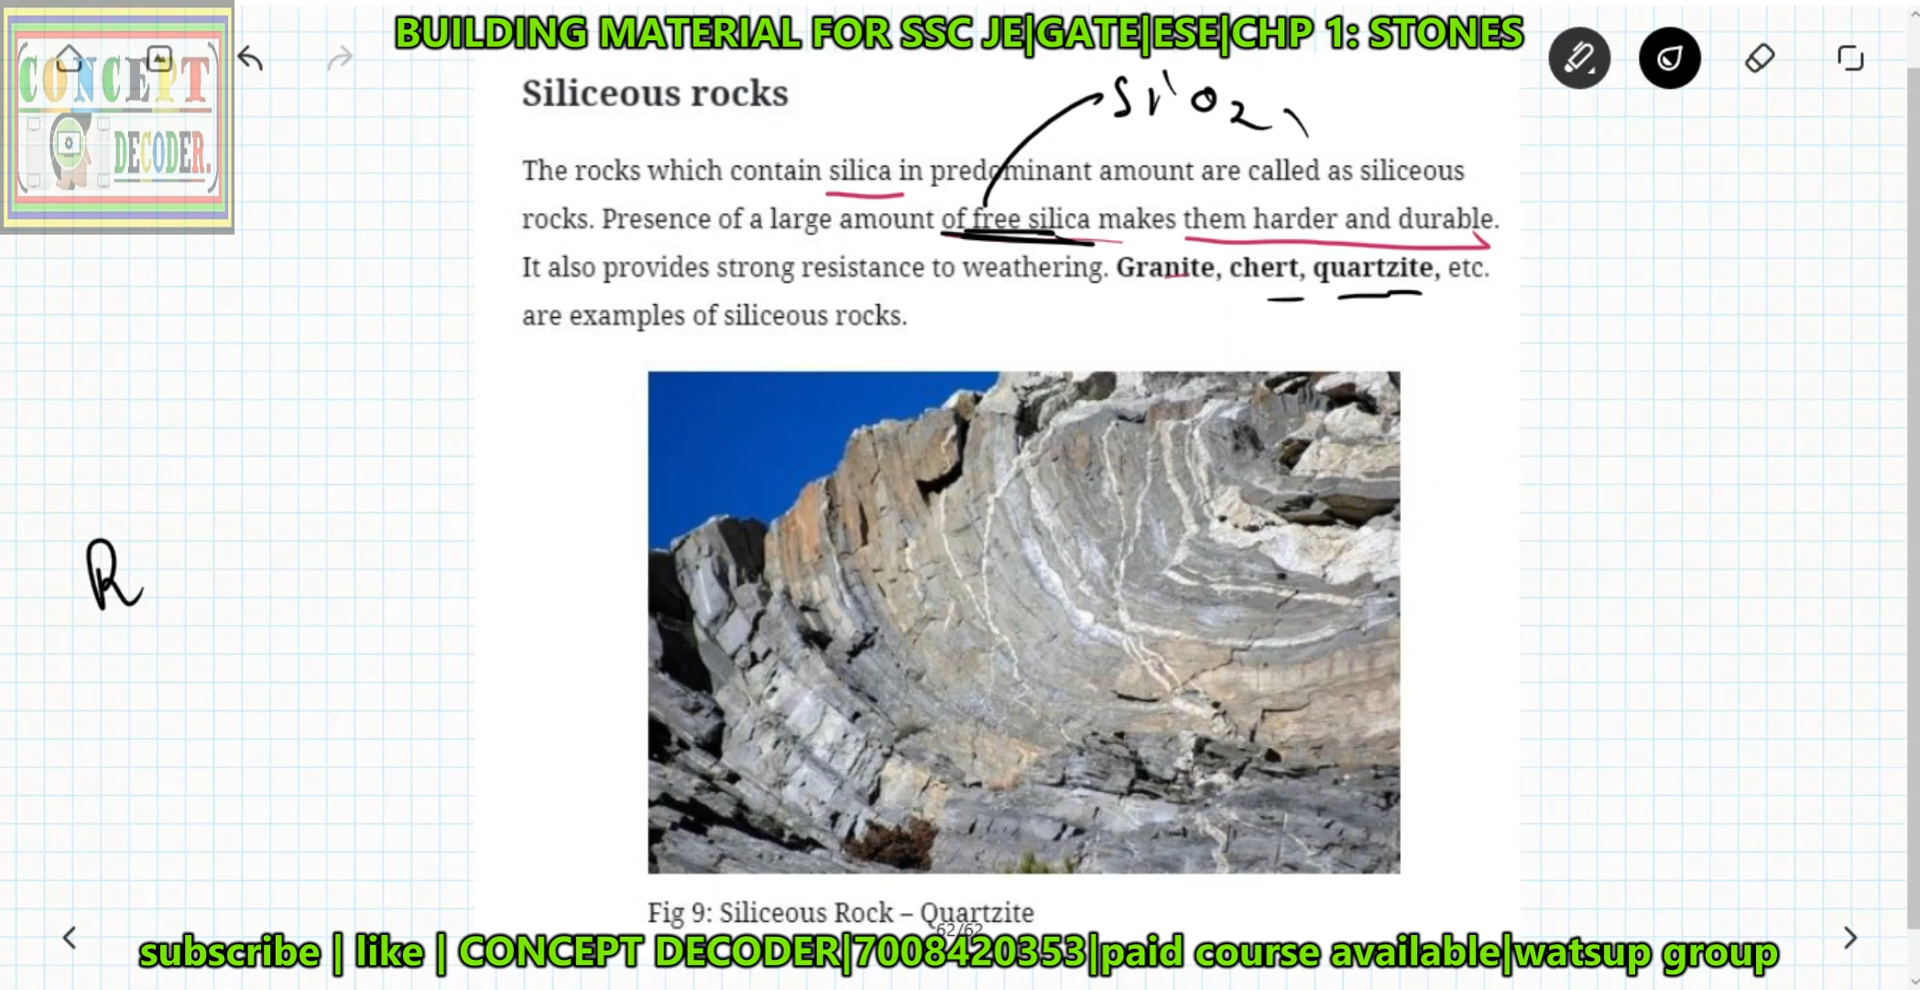 BUILDING MATERIAL FOR SSC JE|GATE|ESE|CHP 1: STONES
CONCEPT
DECODER.
Siliceous rocks
SiO2
The rocks which contain silica in predominant amount are called as siliceous
rocks. Presence of a large amount of free silica makes them harder and durable.
It also provides strong resistance to weathering. Granite, chert, quartzite, etc.
are examples of siliceous rocks.
R
Fig 9: Siliceous Rock – Quartzite
62/62
subscribe | like | CONCEPT DECODER|7008420353|paid course available|watsup group